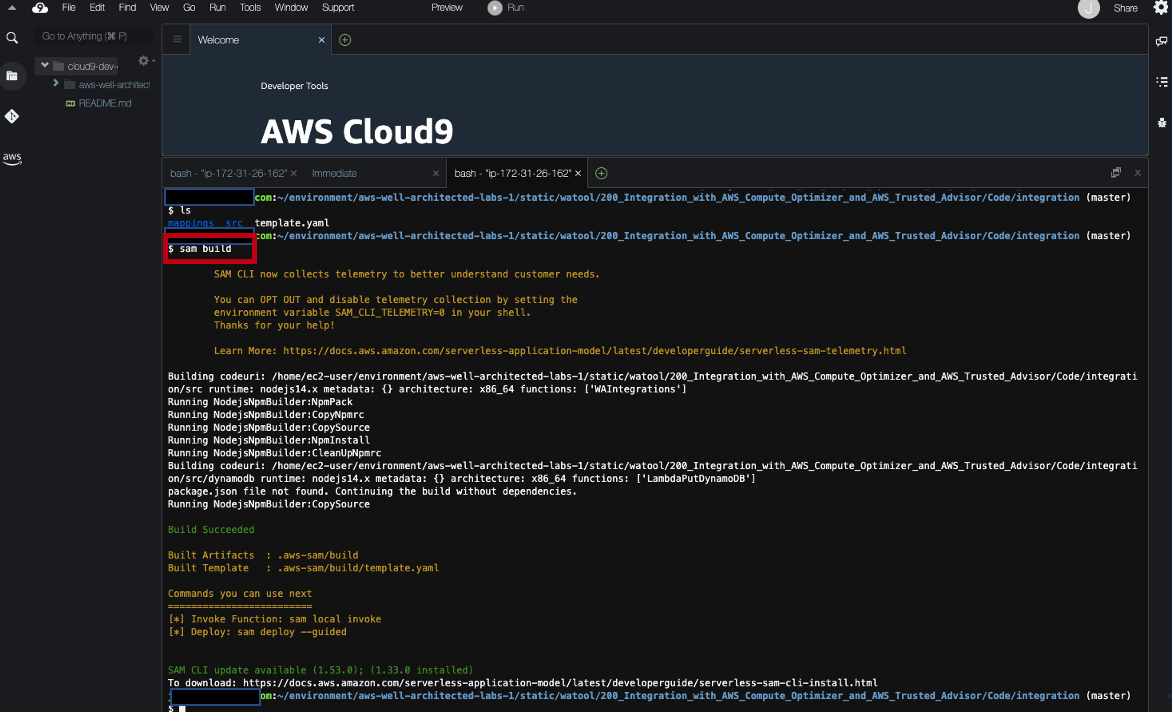 9 File Edit Find View Go Run Tools Window Support Preview Run J Share
Go to Anything (⌘ P)
Welcome
cloud9-dev-
aws-well-architect
README.md
aws
Developer Tools
AWS Cloud9
bash - "ip-172-31-26-162" × Immediate × bash - "ip-172-31-26-162" ×
com:~/environment/aws-well-architected-labs-1/static/watool/200_Integration_with_AWS_Compute_Optimizer_and_AWS_Trusted_Advisor/Code/integration (master)
$ ls
mappings src template.yaml
om:~/environment/aws-well-architected-labs-1/static/watool/200_Integration_with_AWS_Compute_Optimizer_and_AWS_Trusted_Advisor/Code/integration (master)
$ sam build
SAM CLI now collects telemetry to better understand customer needs.
You can OPT OUT and disable telemetry collection by setting the
environment variable SAM_CLI_TELEMETRY=0 in your shell.
Thanks for your help!
Learn More: https://docs.aws.amazon.com/serverless-application-model/latest/developerguide/serverless-sam-telemetry.html
Building codeuri: /home/ec2-user/environment/aws-well-architected-labs-1/static/watool/200_Integration_with_AWS_Compute_Optimizer_and_AWS_Trusted_Advisor/Code/integrati
on/src runtime: nodejs14.x metadata: {} architecture: x86_64 functions: ['WAIntegrations']
Running NodejsNpmBuilder:NpmPack
Running NodejsNpmBuilder:CopyNpmrc
Running NodejsNpmBuilder:CopySource
Running NodejsNpmBuilder:NpmInstall
Running NodejsNpmBuilder:CleanUpNpmrc
Building codeuri: /home/ec2-user/environment/aws-well-architected-labs-1/static/watool/200_Integration_with_AWS_Compute_Optimizer_and_AWS_Trusted_Advisor/Code/integrati
on/src/dynamodb runtime: nodejs14.x metadata: {} architecture: x86_64 functions: ['LambdaPutDynamoDB']
package.json file not found. Continuing the build without dependencies.
Running NodejsNpmBuilder:CopySource
Build Succeeded
Built Artifacts : .aws-sam/build
Built Template : .aws-sam/build/template.yaml
Commands you can use next
=========================
[*] Invoke Function: sam local invoke
[*] Deploy: sam deploy --guided
SAM CLI update available (1.53.0); (1.33.0 installed)
To download: https://docs.aws.amazon.com/serverless-application-model/latest/developerguide/serverless-sam-cli-install.html
om:~/environment/aws-well-architected-labs-1/static/watool/200_Integration_with_AWS_Compute_Optimizer_and_AWS_Trusted_Advisor/Code/integration (master)
$